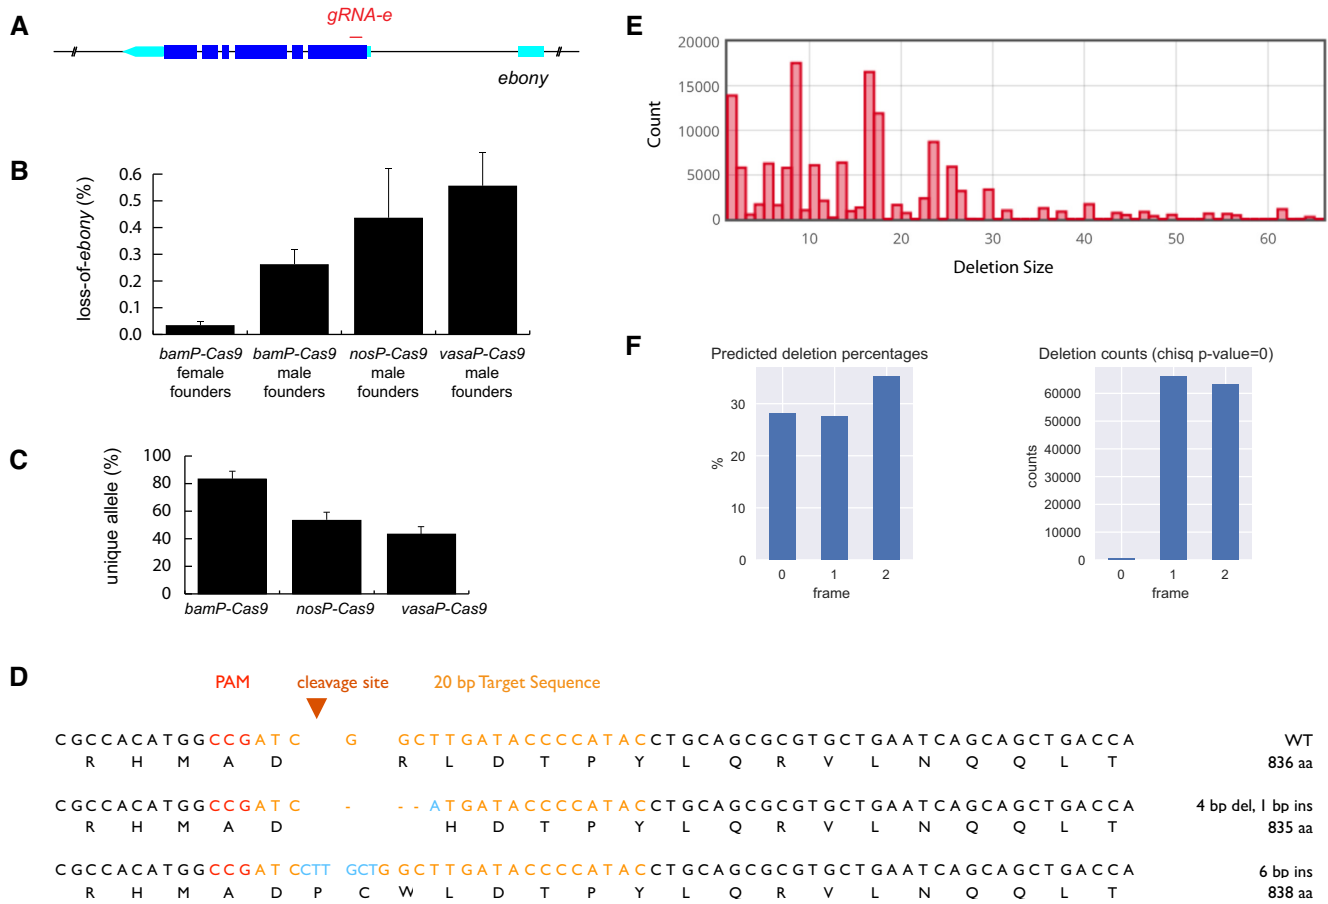 A
gRNA-e
ebony
B
loss-of-ebony (%)
0.6
0.5
0.4
0.3
0.2
0.1
0.0
bamP-Cas9 female founders
bamP-Cas9 male founders
nosP-Cas9 male founders
vasaP-Cas9 male founders
C
unique allele (%)
100
80
60
40
20
0
bamP-Cas9 nosP-Cas9 vasaP-Cas9
E
Count
20000
15000
10000
5000
0
10 20 30 40 50 60
Deletion Size
F
Predicted deletion percentages
%
30
20
10
0
0 1 2
frame
Deletion counts (chisq p-value=0)
counts
60000
50000
40000
30000
20000
10000
0
0 1 2
frame
D
PAM cleavage site 20 bp Target Sequence
CGCCACATGGCCGATC G GCTTGATACCCCATACCTGCAGCGCGTGCTGAATCAGCAGCTGACCA WT
R H M A D R L D T P Y L Q R V L N Q Q L T 836 aa
CGCCACATGGCCGATC - - - ATGATACCCCATACCTGCAGCGCGTGCTGAATCAGCAGCTGACCA 4 bp del, 1 bp ins
R H M A D H D T P Y L Q R V L N Q Q L T 835 aa
CGCCACATGGCCGATCCTT GCTGGCTTGATACCCCATACCTGCAGCGCGTGCTGAATCAGCAGCTGACCA 6 bp ins
R H M A D P C W L D T P Y L Q R V L N Q Q L T 838 aa